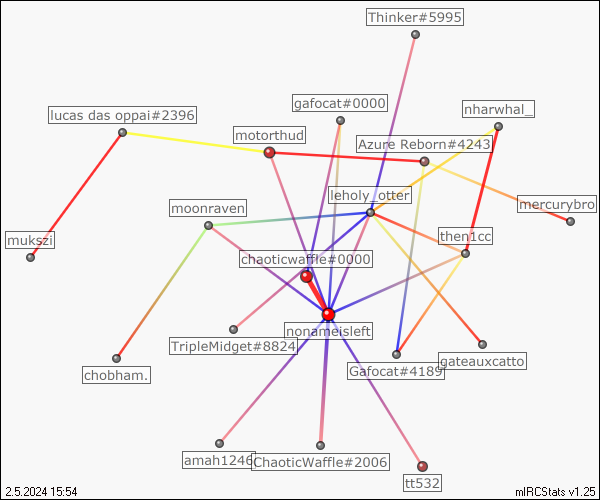 Thinker#5995
gafocat#0000
nharwhal_
lucas das oppai#2396
motorthud
Azure Reborn#4243
leholy_otter
mercurybro
moonraven
then1cc
mukszi
chaoticwaffle#0000
nonameisleft
TripleMidget#8824
gateauxcatto
Gafocat#4189
chobham.
amah1246
ChaoticWaffle#2006
tt532
2.5.2024 15:54
mIRCStats v1.25